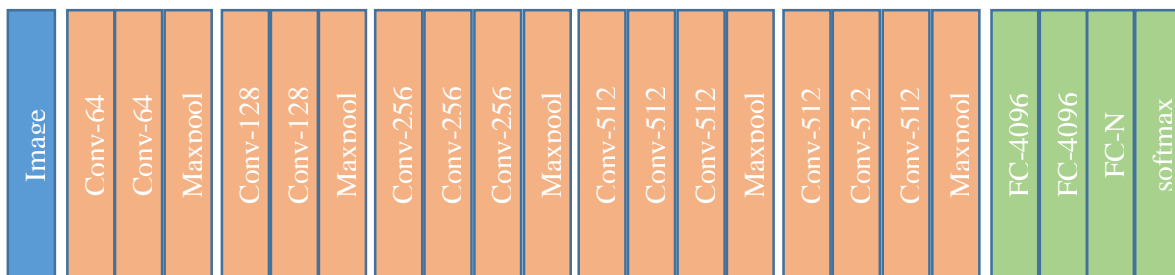 Image
Conv-64
Conv-64
Maxpool
Conv-128
Conv-128
Maxpool
Conv-256
Conv-256
Conv-256
Maxpool
Conv-512
Conv-512
Conv-512
Maxpool
Conv-512
Conv-512
Conv-512
Maxpool
FC-4096
FC-4096
FC-N
softmax